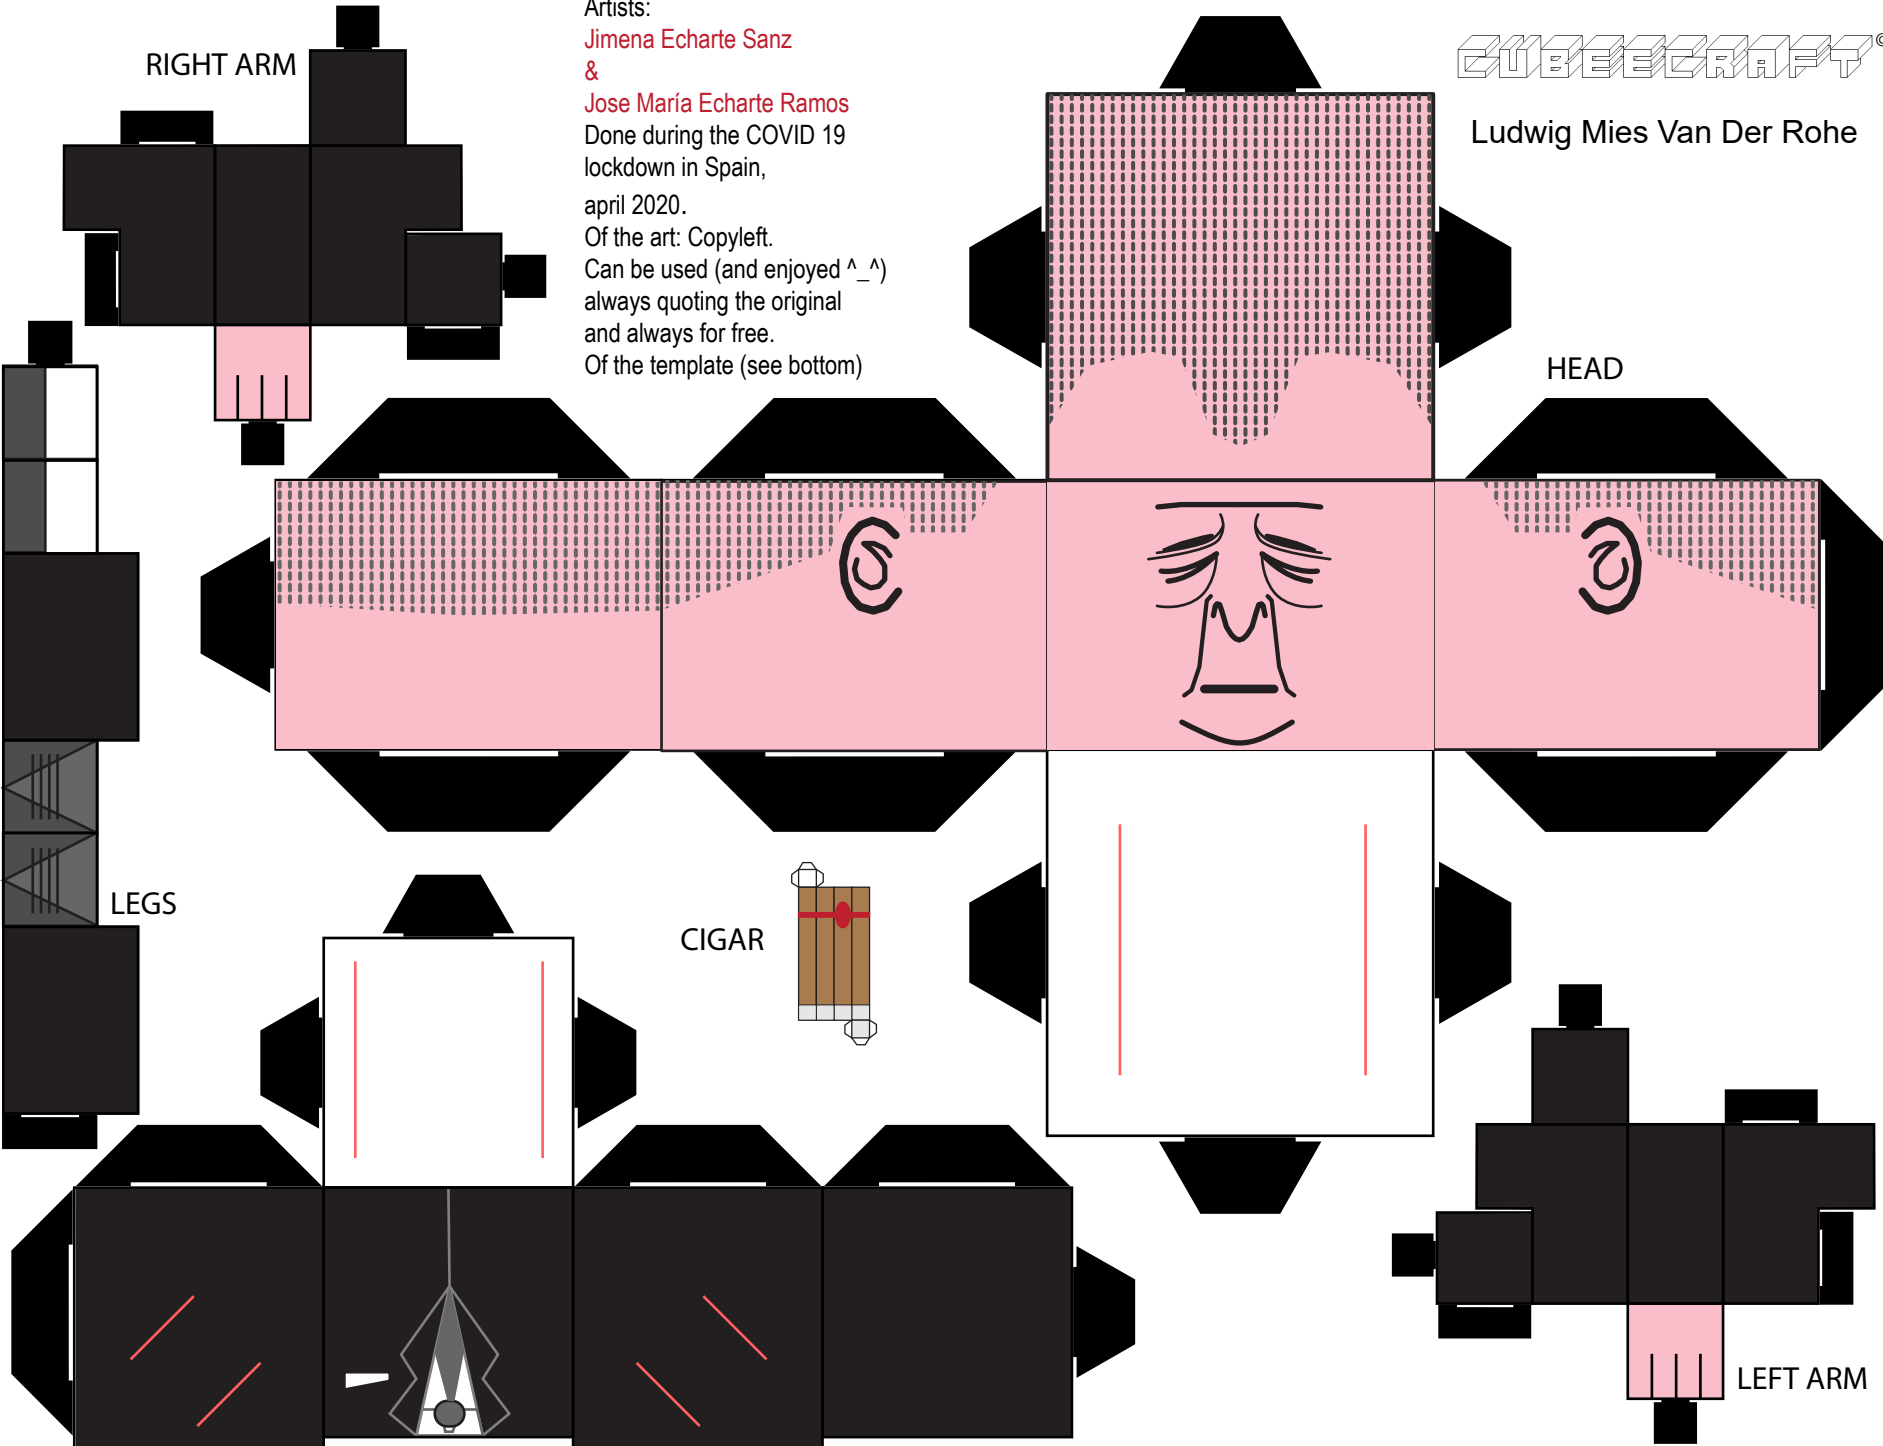 Artists:
Jimena Echarte Sanz
&
Jose María Echarte Ramos
Done during the COVID 19
lockdown in Spain,
april 2020.
Of the art: Copyleft.
Can be used (and enjoyed ^_^)
always quoting the original
and always for free.
Of the template (see bottom)
CUBEECRAFT©
Ludwig Mies Van Der Rohe
RIGHT ARM
HEAD
LEGS
CIGAR
LEFT ARM